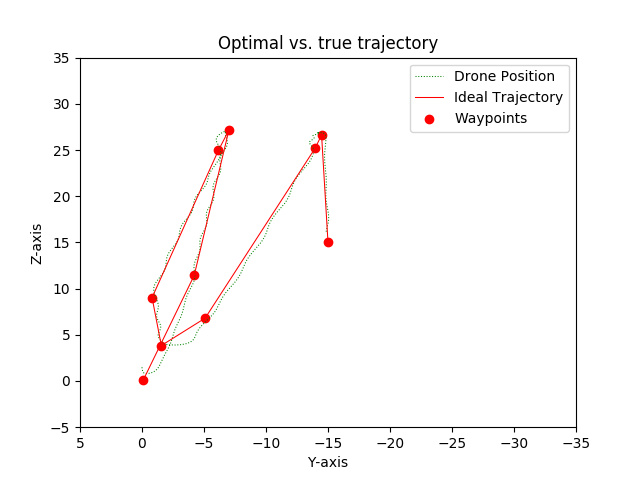 Optimal vs. true trajectory
Drone Position
Ideal Trajectory
Waypoints
Z-axis
35
30
25
20
15
10
5
0
−5
5 0 −5 −10 −15 −20 −25 −30 −35
Y-axis